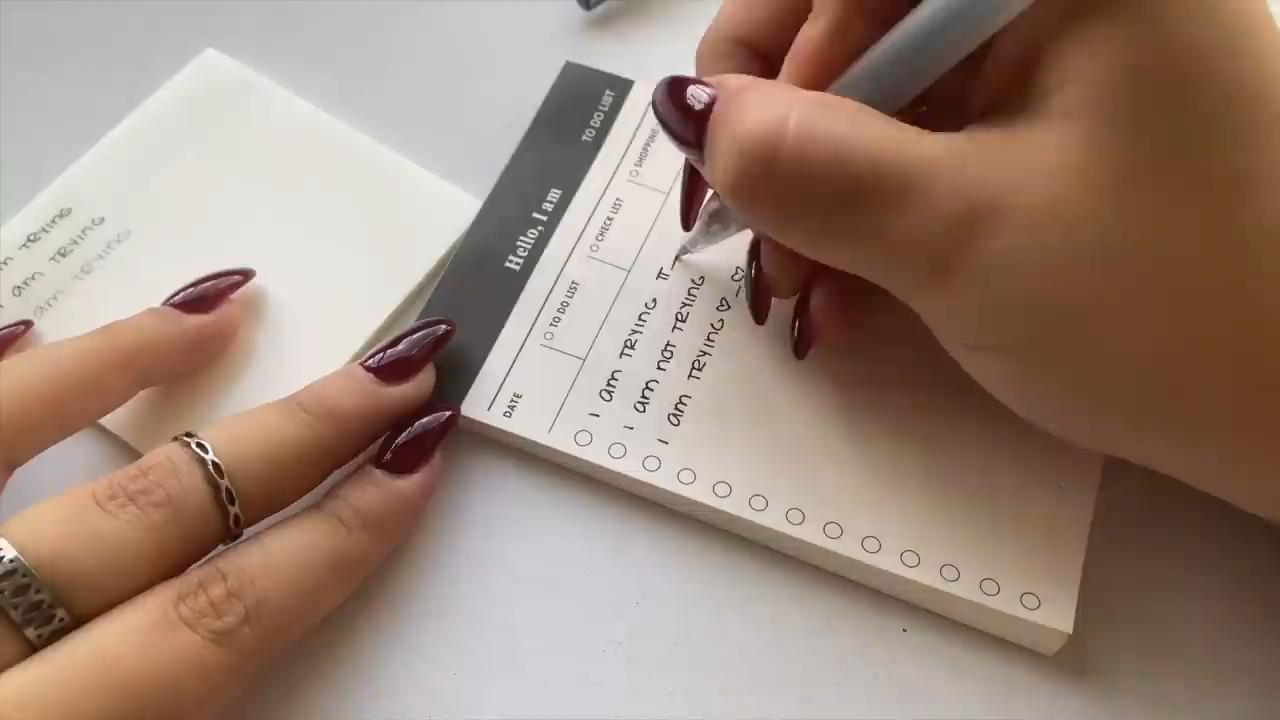 Hello, I am
TO DO LIST
DATE
TO DO LIST
CHECK LIST
SHOPPING
I am TRYING
I am NOT TRYING
I am TRYING ♡
TRYING
I am TRYING
am TRYING